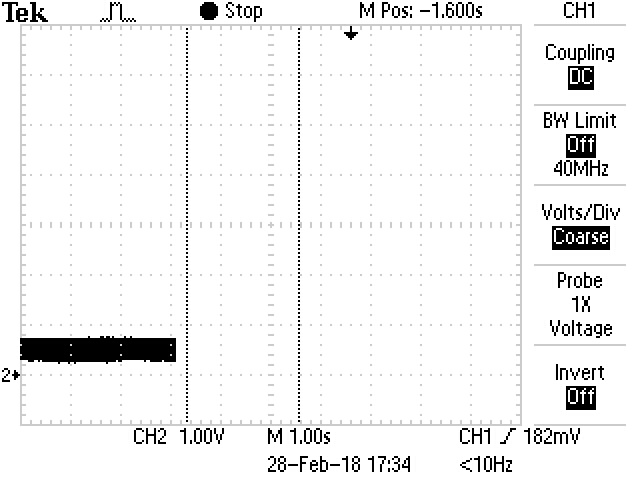 Tek Stop M Pos: -1.600s CH1
Coupling
DC
BW Limit
Off
40MHz
Volts/Div
Coarse
Probe
1X
Voltage
Invert
Off
2
CH2 1.00V M 1.00s CH1 182mV
28-Feb-18 17:34 <10Hz